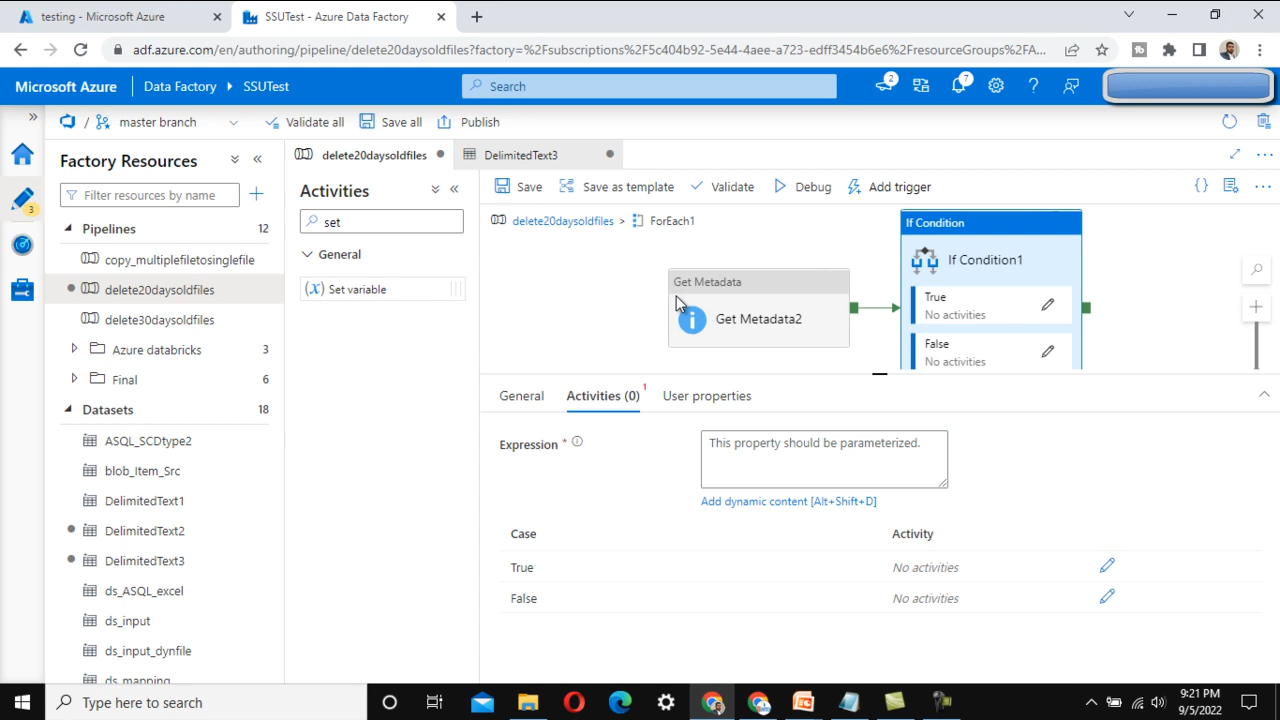 testing - Microsoft Azure
SSUTest - Azure Data Factory
adf.azure.com/en/authoring/pipeline/delete20daysoldfiles?factory=%2Fsubscriptions%2F5c404b92-5e44-4aee-a723-edff3454b6e6%2FresourceGroups%2FA...
Microsoft Azure
Data Factory
SSUTest
Search
2
7
master branch
Validate all
Save all
Publish
Factory Resources
Filter resources by name
3
Pipelines 12
copy_multiplefiletosinglefile
delete20daysoldfiles
delete30daysoldfiles
Azure databricks 3
Final 6
Datasets 18
ASQL_SCDtype2
blob_Item_Src
DelimitedText1
DelimitedText2
DelimitedText3
ds_ASQL_excel
ds_input
ds_input_dynfile
ds_mapping
delete20daysoldfiles
DelimitedText3
Activities
set
General
Set variable
Save
Save as template
Validate
Debug
Add trigger
delete20daysoldfiles > ForEach1
Get Metadata
Get Metadata2
If Condition
If Condition1
True
No activities
False
No activities
General
Activities (0) 1
User properties
Expression *
This property should be parameterized.
Add dynamic content [Alt+Shift+D]
Case Activity
True No activities
False No activities
Type here to search
9:21 PM
9/5/2022